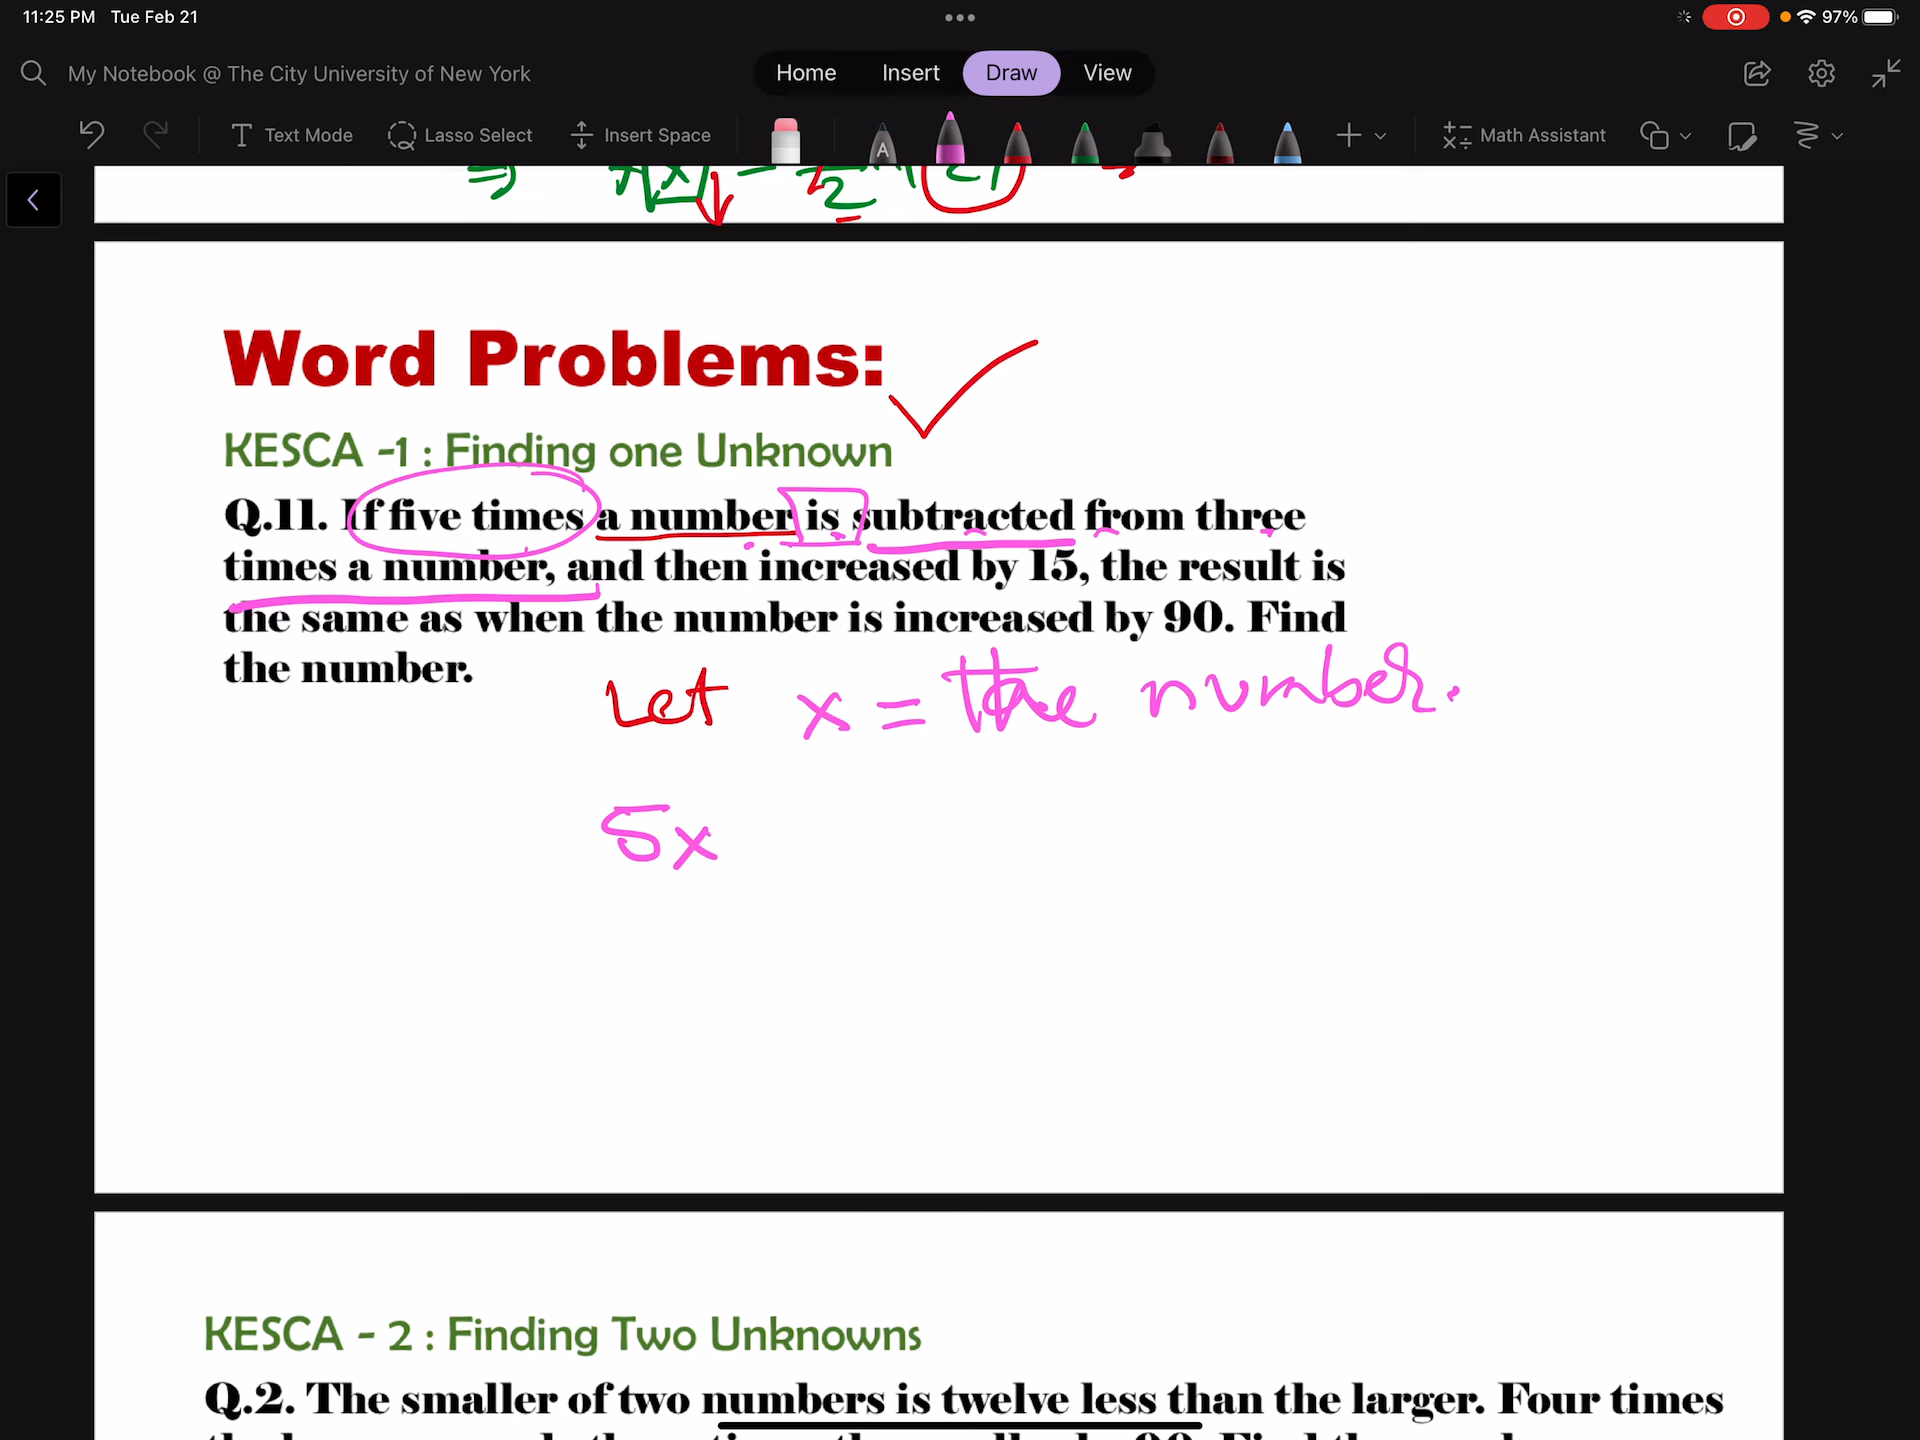 11:25 PM Tue Feb 21
97%
My Notebook @ The City University of New York
Home Insert Draw View
Text Mode Lasso Select Insert Space A Math Assistant
Word Problems:
KESCA -1 : Finding one Unknown
Q.11. If five times a number is subtracted from three
times a number, and then increased by 15, the result is
the same as when the number is increased by 90. Find
the number.
Let x = the number.
5x
KESCA - 2 : Finding Two Unknowns
Q.2. The smaller of two numbers is twelve less than the larger. Four times